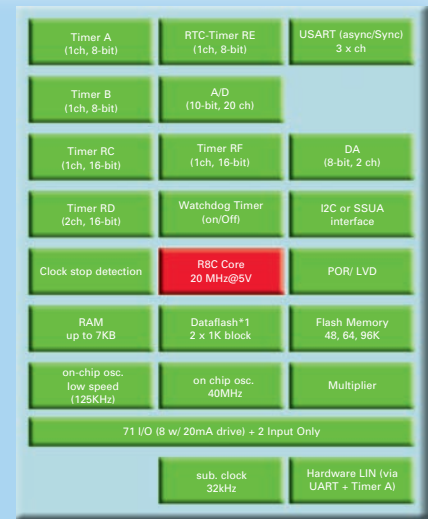 Timer A
(1ch, 8-bit)
RTC-Timer RE
(1ch, 8-bit)
USART (async/Sync)
3 x ch
Timer B
(1ch, 8-bit)
A/D
(10-bit, 20 ch)
Timer RC
(1ch, 16-bit)
Timer RF
(1ch, 16-bit)
DA
(8-bit, 2 ch)
Timer RD
(2ch, 16-bit)
Watchdog Timer
(on/Off)
I2C or SSUA
interface
Clock stop detection
R8C Core
20 MHz@5V
POR/ LVD
RAM
up to 7KB
Dataflash*1
2 x 1K block
Flash Memory
48, 64, 96K
on-chip osc.
low speed
(125KHz)
on chip osc.
40MHz
Multiplier
71 I/O (8 w/ 20mA drive) + 2 Input Only
sub. clock
32kHz
Hardware LIN (via
UART + Timer A)